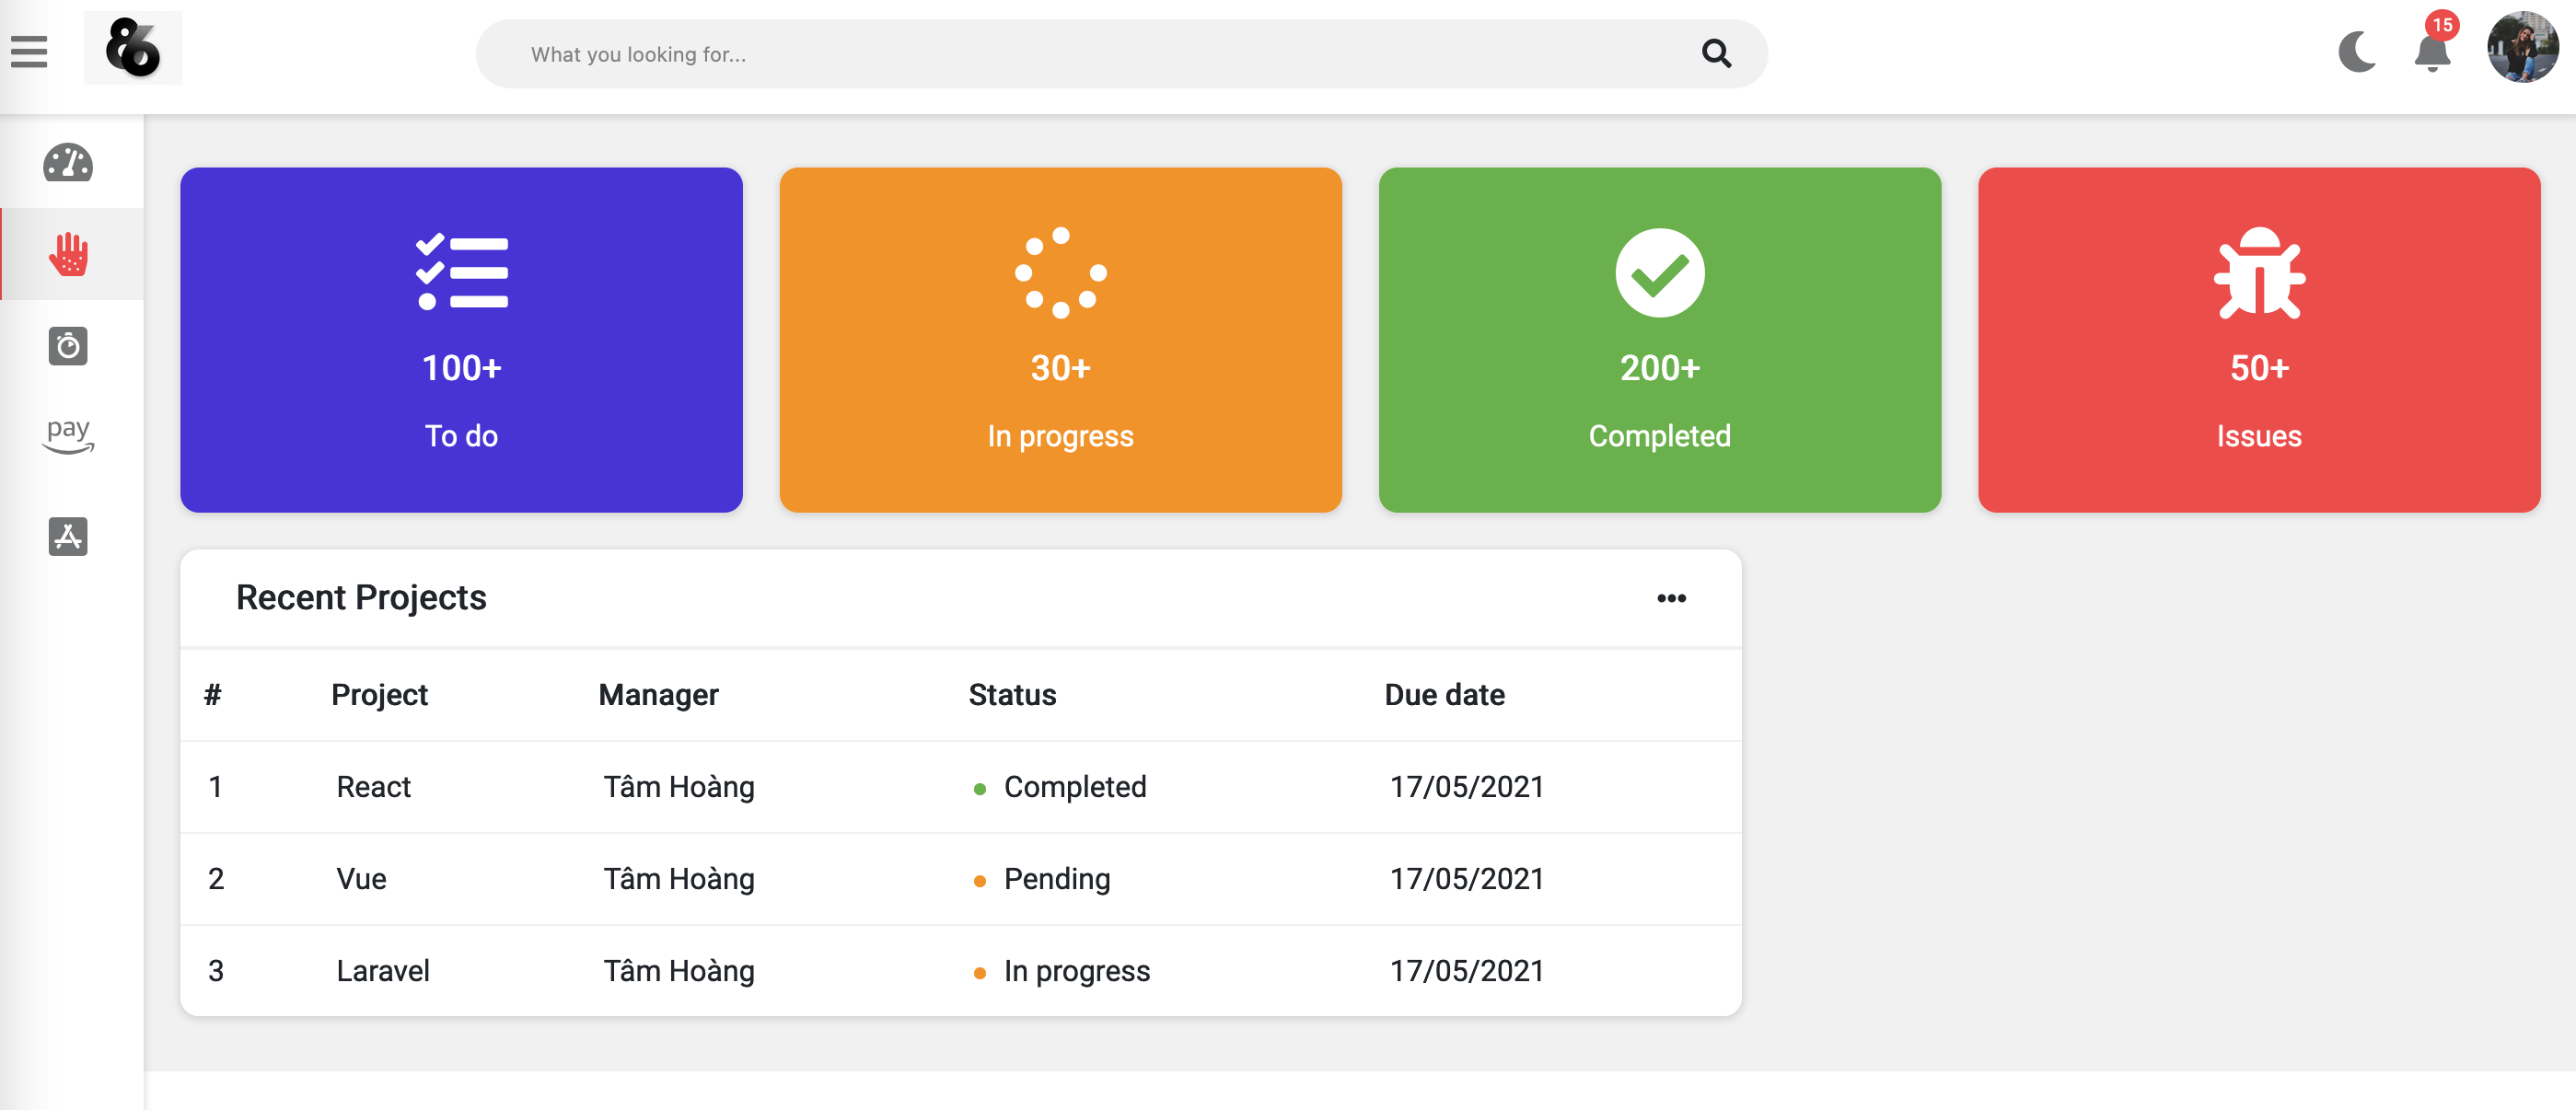 86
What you looking for...
15
pay
100+
To do
30+
In progress
200+
Completed
50+
Issues
Recent Projects
# Project Manager Status Due date
1 React Tâm Hoàng Completed 17/05/2021
2 Vue Tâm Hoàng Pending 17/05/2021
3 Laravel Tâm Hoàng In progress 17/05/2021